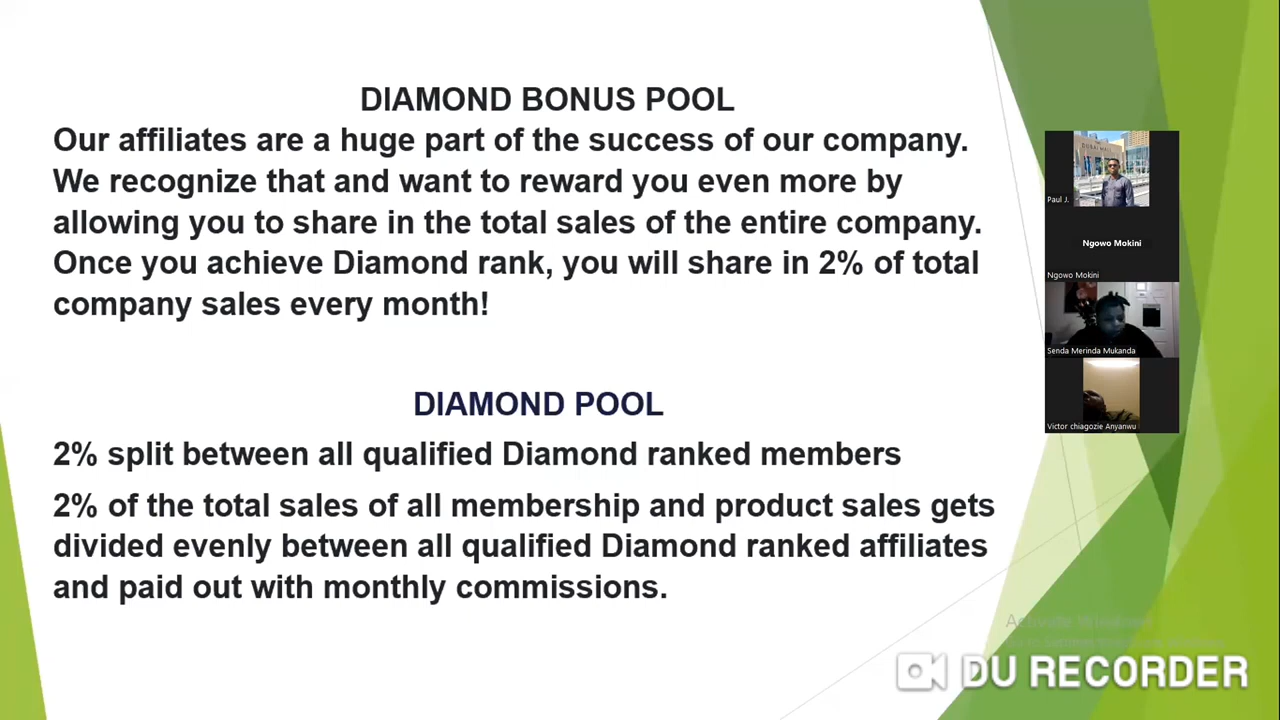 DIAMOND BONUS POOL
Our affiliates are a huge part of the success of our company.
We recognize that and want to reward you even more by
allowing you to share in the total sales of the entire company.
Once you achieve Diamond rank, you will share in 2% of total
company sales every month!
DIAMOND POOL
2% split between all qualified Diamond ranked members
2% of the total sales of all membership and product sales gets
divided evenly between all qualified Diamond ranked affiliates
and paid out with monthly commissions.
DUBAI MALL
Paul J.
Ngowo Mokini
Ngowo Mokini
Senda Merinda Mukanda
Victor chiagozie Anyanwu
Activate Windows
DU RECORDER